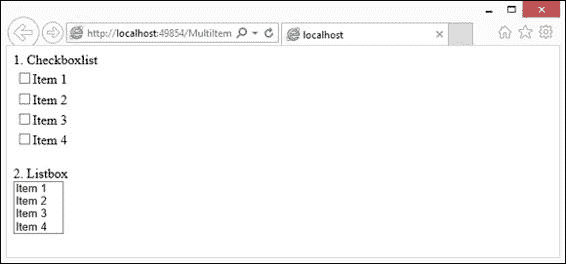 http://localhost:49854/MultiItem
localhost
1. Checkboxlist
Item 1
Item 2
Item 3
Item 4
2. Listbox
Item 1
Item 2
Item 3
Item 4